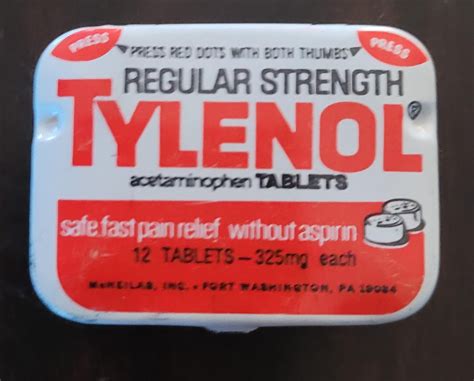 PRESS PRESS RED DOTS WITH BOTH THUMBS PRESS
REGULAR STRENGTH
TYLENOL®
acetaminophen TABLETS
safe, fast pain relief without aspirin
12 TABLETS – 325mg each
McNEILAB, INC. • FORT WASHINGTON, PA 19034